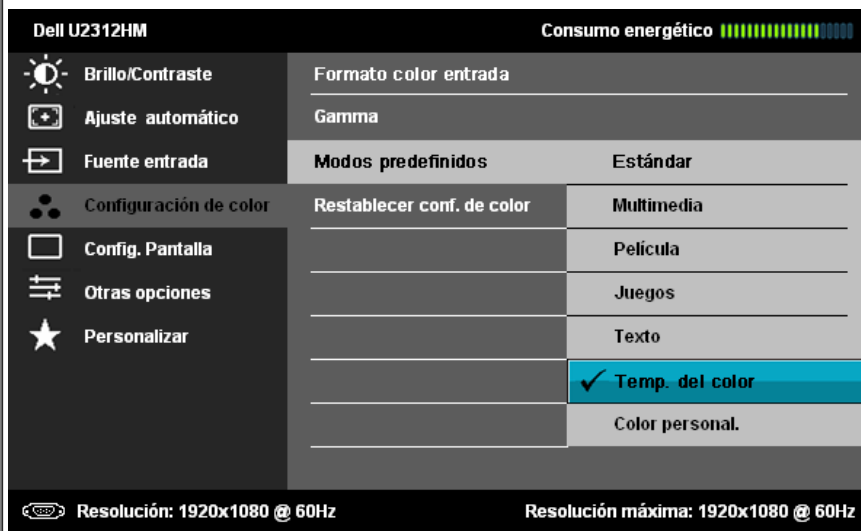 Dell U2312HM
Consumo energético
Brillo/Contraste
Formato color entrada
Ajuste automático
Gamma
Fuente entrada
Modos predefinidos
Estándar
Configuración de color
Restablecer conf. de color
Multimedia
Config. Pantalla
Película
Otras opciones
Juegos
Personalizar
Texto
Temp. del color
Color personal.
Resolución: 1920x1080 @ 60Hz
Resolución máxima: 1920x1080 @ 60Hz